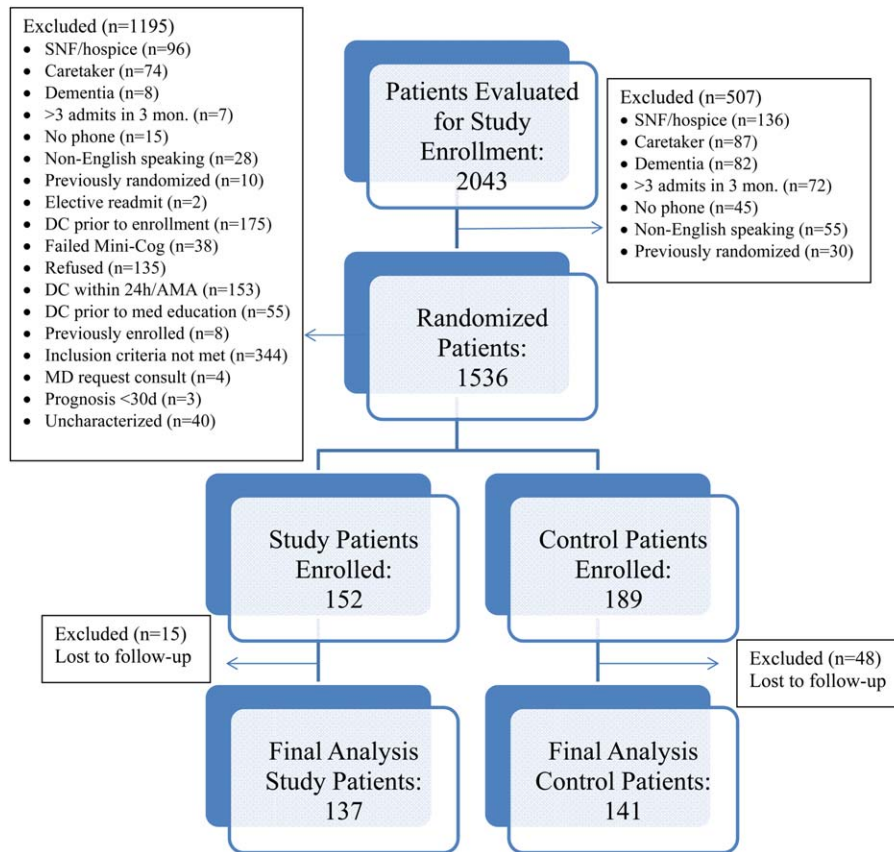 Excluded (n=1195)
• SNF/hospice (n=96)
• Caretaker (n=74)
• Dementia (n=8)
• >3 admits in 3 mon. (n=7)
• No phone (n=15)
• Non-English speaking (n=28)
• Previously randomized (n=10)
• Elective readmit (n=2)
• DC prior to enrollment (n=175)
• Failed Mini-Cog (n=38)
• Refused (n=135)
• DC within 24h/AMA (n=153)
• DC prior to med education (n=55)
• Previously enrolled (n=8)
• Inclusion criteria not met (n=344)
• MD request consult (n=4)
• Prognosis <30d (n=3)
• Uncharacterized (n=40)
Patients Evaluated
for Study
Enrollment:
2043
Excluded (n=507)
• SNF/hospice (n=136)
• Caretaker (n=87)
• Dementia (n=82)
• >3 admits in 3 mon. (n=72)
• No phone (n=45)
• Non-English speaking (n=55)
• Previously randomized (n=30)
Randomized
Patients:
1536
Study Patients
Enrolled:
152
Control Patients
Enrolled:
189
Excluded (n=15)
Lost to follow-up
Excluded (n=48)
Lost to follow-up
Final Analysis
Study Patients:
137
Final Analysis
Control Patients:
141